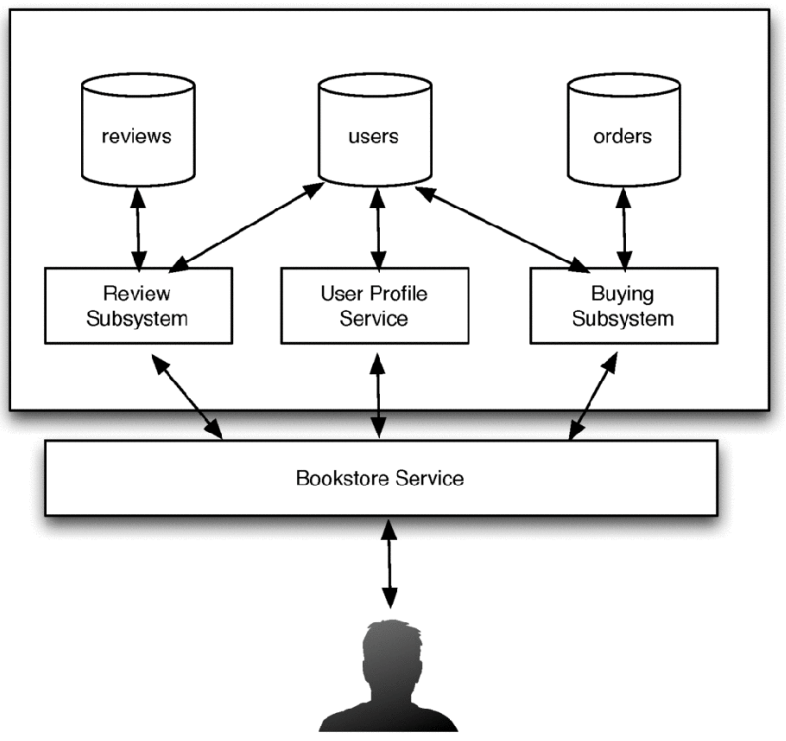 reviews
users
orders
Review
Subsystem
User Profile
Service
Buying
Subsystem
Bookstore Service